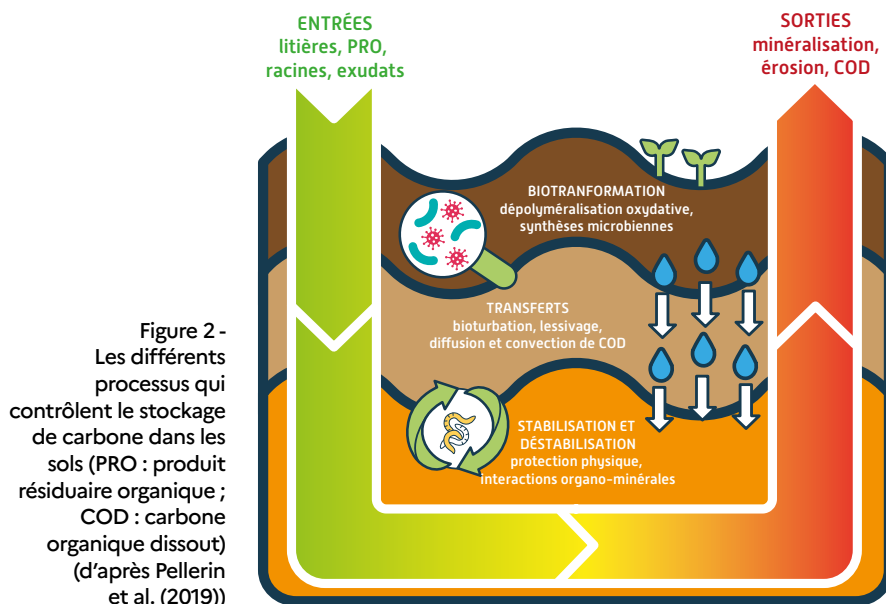 ENTRÉES
litières, PRO,
racines, exudats
SORTIES
minéralisation,
érosion, COD
BIOTRANFORMATION
dépolyméralisation oxydative,
synthèses microbiennes
TRANSFERTS
bioturbation, lessivage,
diffusion et convection de COD
STABILISATION ET
DÉSTABILISATION
protection physique,
interactions organo-minérales
Figure 2 -
Les différents
processus qui
contrôlent le stockage
de carbone dans les
sols (PRO : produit
résiduaire organique ;
COD : carbone
organique dissout)
(d'après Pellerin
et al. (2019))